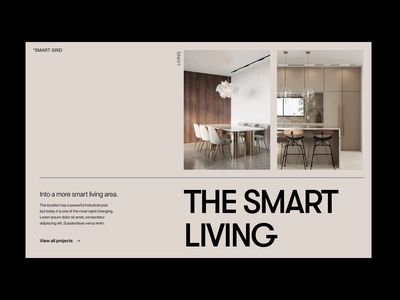 *SMART GRID
LIVING
Into a more smart living area.
The location has a powerful industrial past
but today it is one of the most rapid changing.
Lorem ipsum dolor sit amet, consectetur
adipiscing elit. Suspendisse varius enim.
View all projects →
THE SMART
LIVING